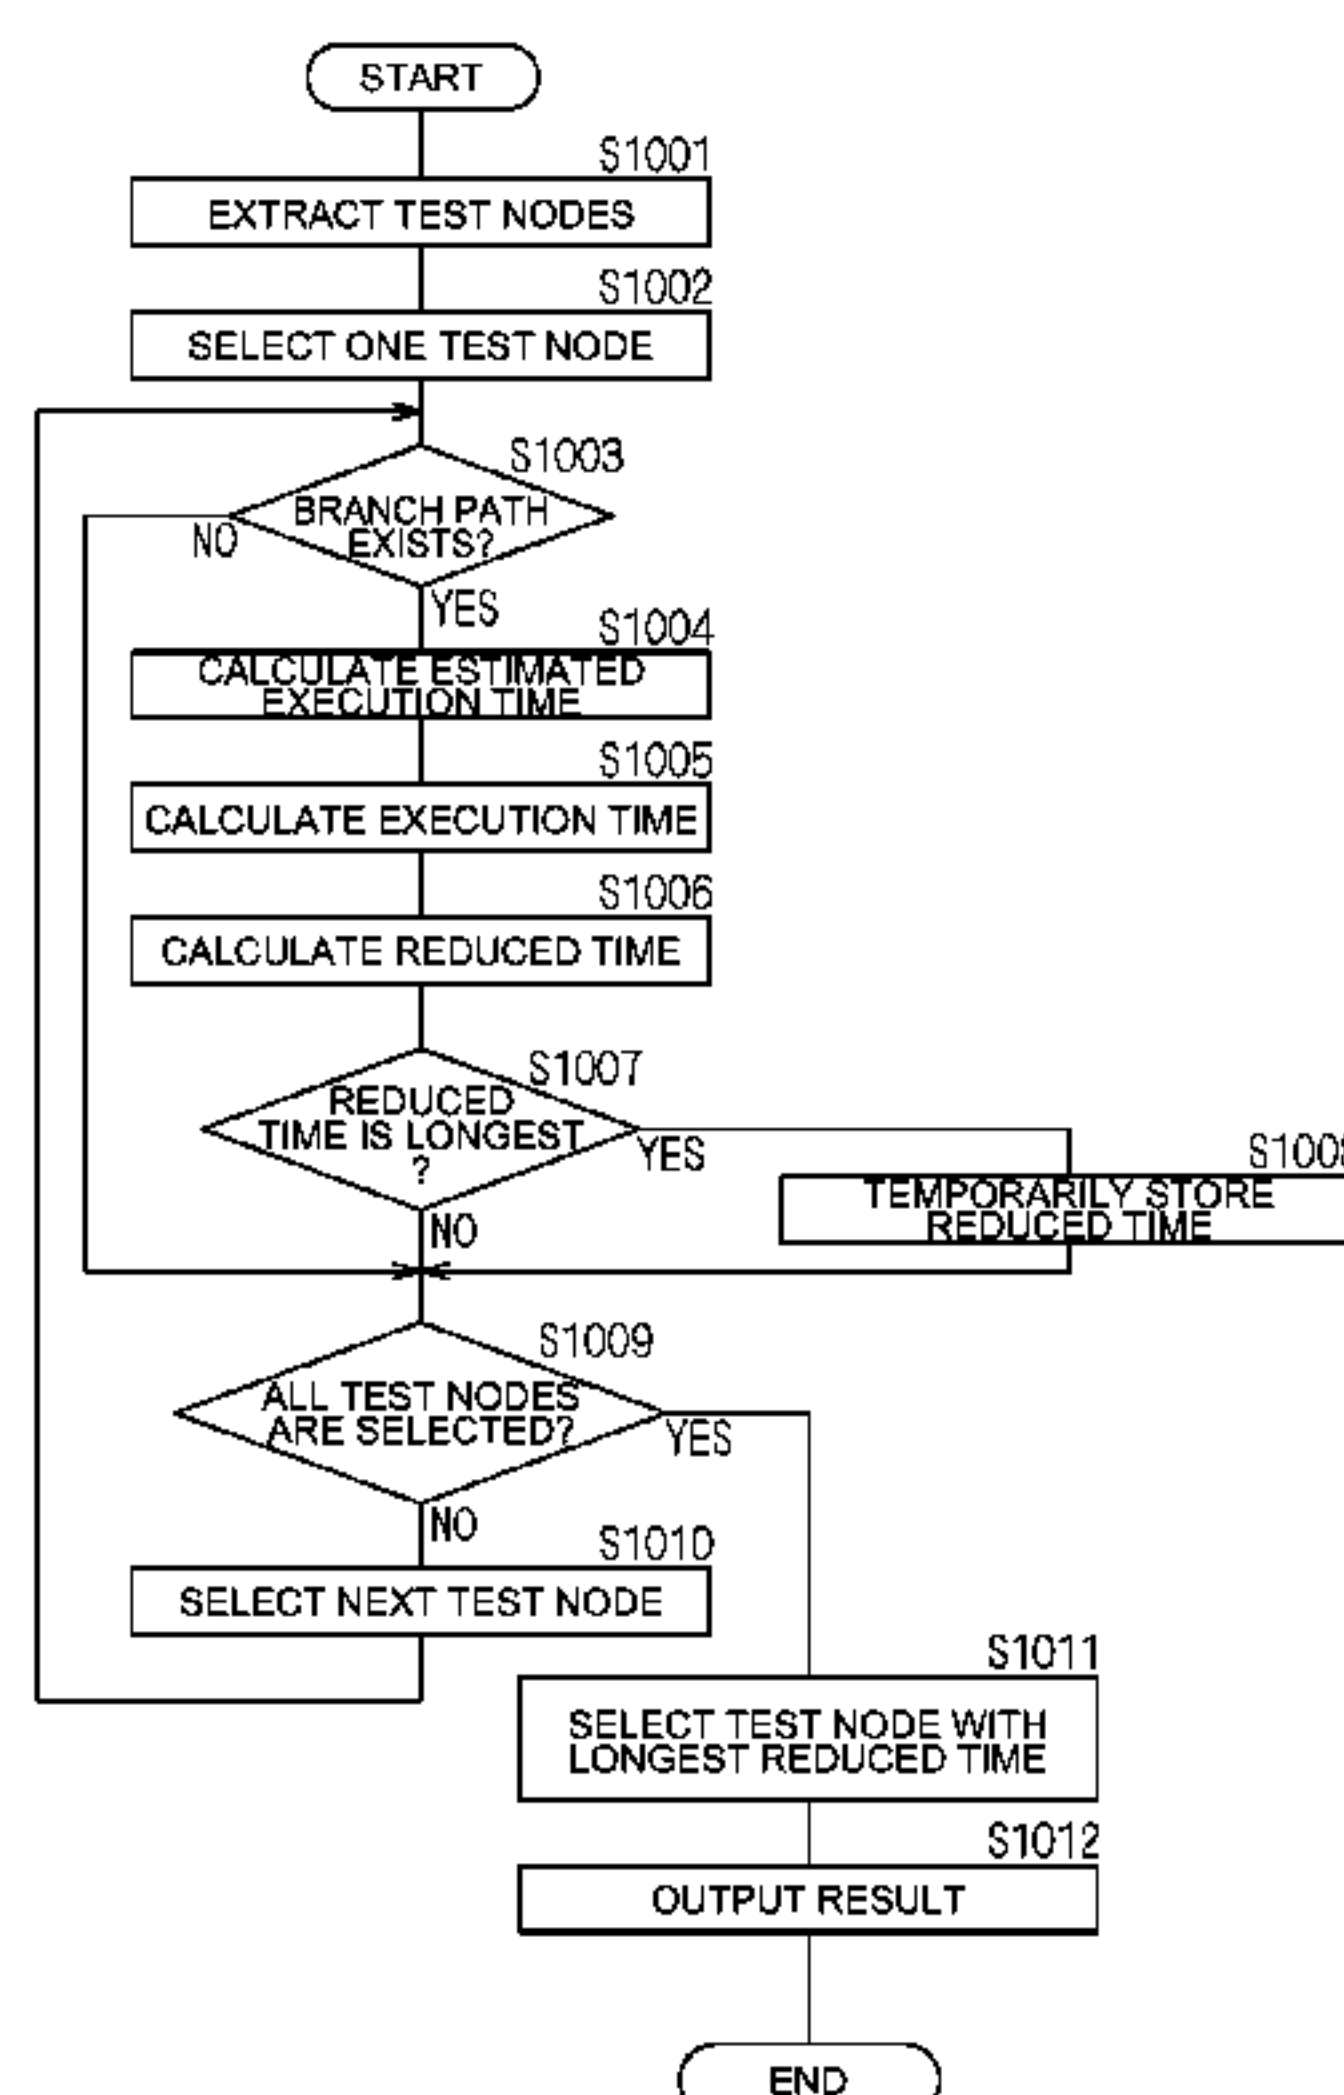 START
S1001
EXTRACT TEST NODES
S1002
SELECT ONE TEST NODE
S1003
BRANCH PATH
EXISTS?
NO
YES
S1004
CALCULATE ESTIMATED
EXECUTION TIME
S1005
CALCULATE EXECUTION TIME
S1006
CALCULATE REDUCED TIME
S1007
REDUCED
TIME IS LONGEST
?
YES
S1008
TEMPORARILY STORE
REDUCED TIME
NO
S1009
ALL TEST NODES
ARE SELECTED?
YES
NO
S1010
SELECT NEXT TEST NODE
S1011
SELECT TEST NODE WITH
LONGEST REDUCED TIME
S1012
OUTPUT RESULT
END